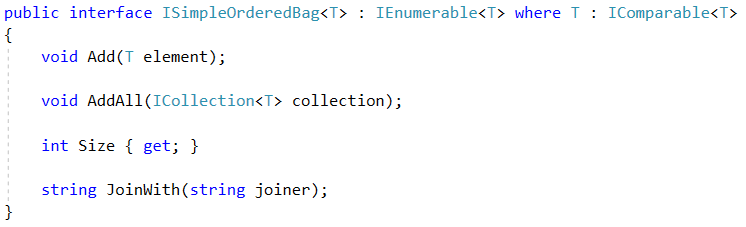 public interface ISimpleOrderedBag<T> : IEnumerable<T> where T : IComparable<T>
{
    void Add(T element);
    void AddAll(ICollection<T> collection);
    int Size { get; }
    string JoinWith(string joiner);
}